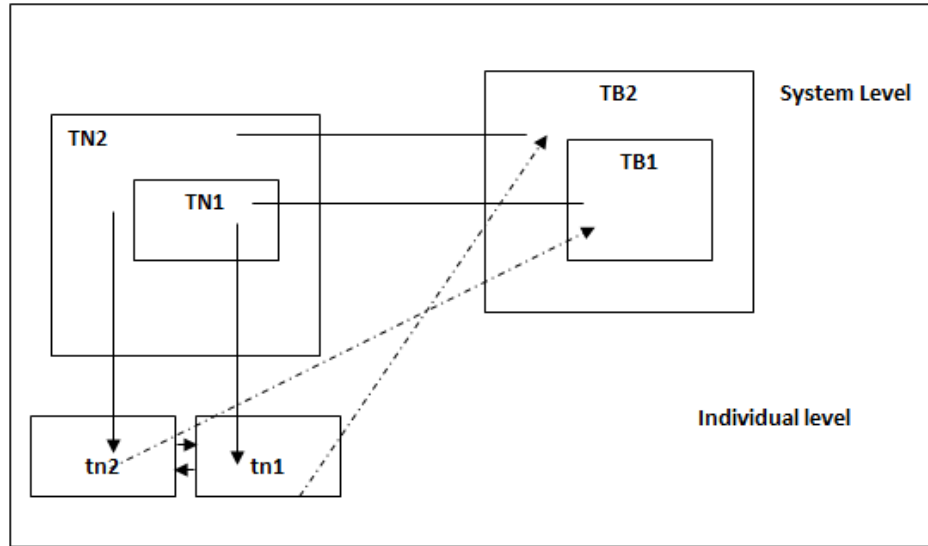 TB2
System Level
TN2
TB1
TN1
Individual level
tn2
tn1